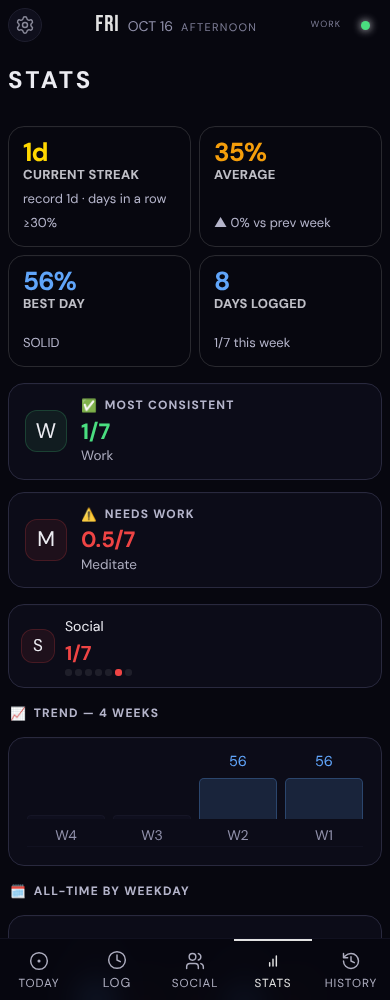 FRI OCT 16 AFTERNOON WORK
STATS
1d
CURRENT STREAK
record 1d · days in a row
≥30%
35%
AVERAGE
▲ 0% vs prev week
56%
BEST DAY
SOLID
8
DAYS LOGGED
1/7 this week
W
✅ MOST CONSISTENT
1/7
Work
M
⚠️ NEEDS WORK
0.5/7
Meditate
S
Social
1/7
📈 TREND — 4 WEEKS
56 56
W4 W3 W2 W1
🗓️ ALL-TIME BY WEEKDAY
TODAY LOG SOCIAL STATS HISTORY